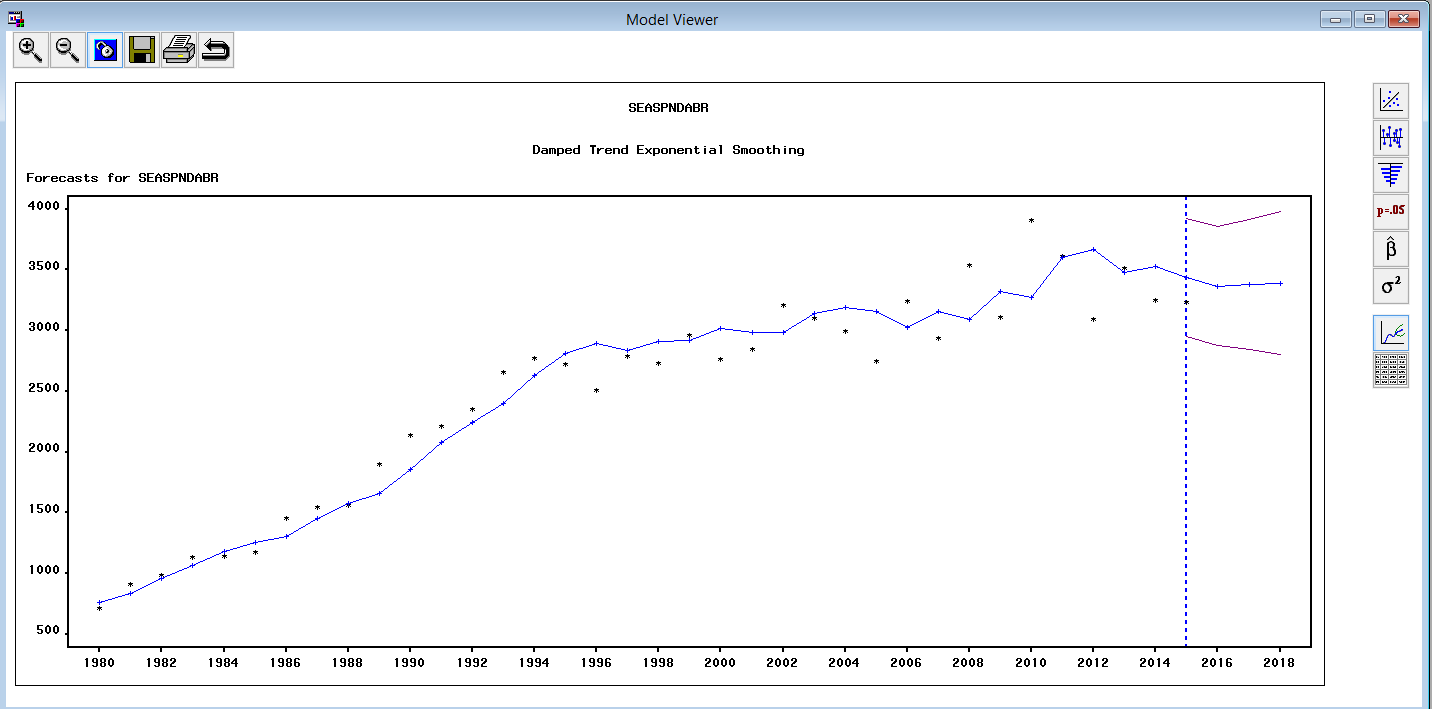 Model Viewer
SEASPNDABR
Damped Trend Exponential Smoothing
Forecasts for SEASPNDABR
4000
3500
3000
2500
2000
1500
1000
500
1980 1982 1984 1986 1988 1990 1992 1994 1996 1998 2000 2002 2004 2006 2008 2010 2012 2014 2016 2018
p=.05
β̂
σ²